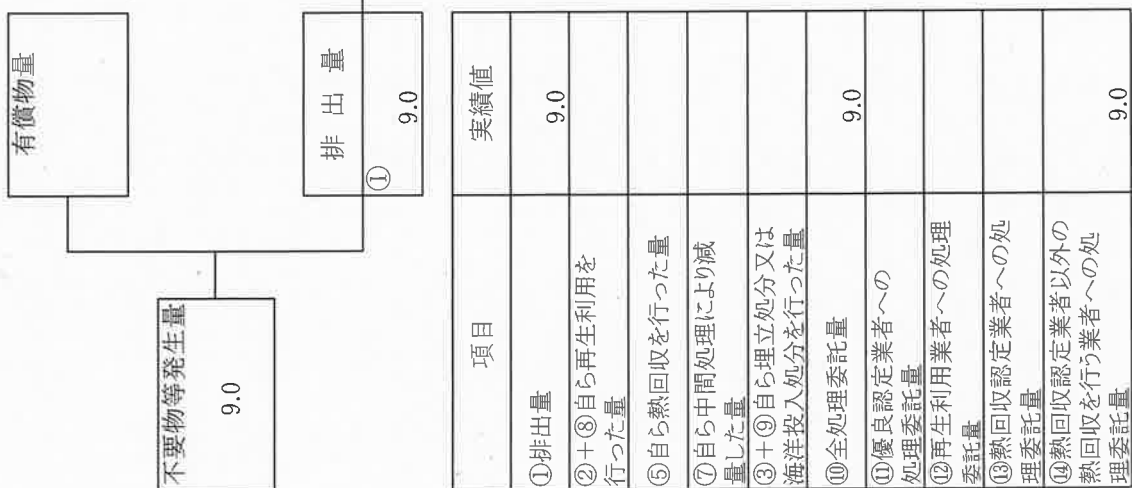 有償物量
不要物等発生量
9.0
排 出 量
①
9.0
項目
実績値
①排出量
9.0
②+⑧自ら再生利用を
行った量
⑤自ら熱回収を行った量
⑦自ら中間処理により減
量した量
③+⑨自ら埋立処分又は
海洋投入処分を行った量
⑩全処理委託量
9.0
⑪優良認定業者への
処理委託量
⑫再生利用業者への処理
委託量
⑬熱回収認定業者への処
理委託量
⑭熱回収認定業者以外の
熱回収を行う業者への処
理委託量
9.0